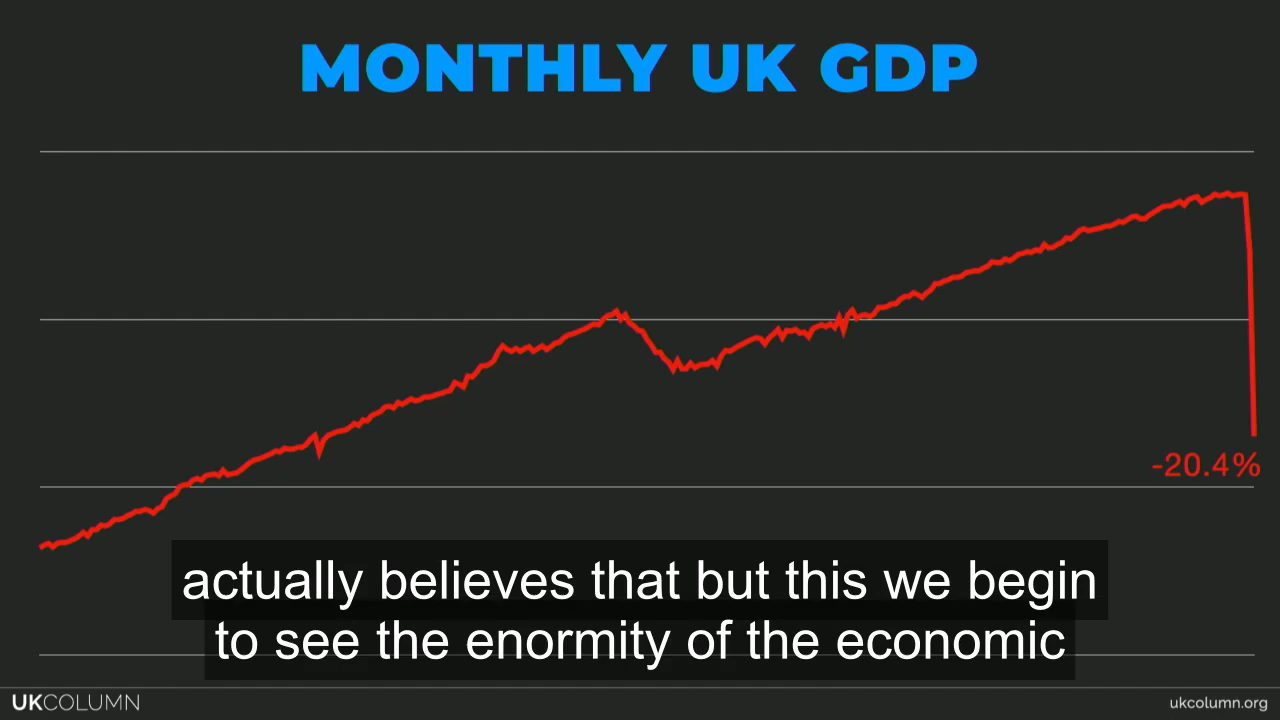 MONTHLY UK GDP
-20.4%
actually believes that but this we begin
to see the enormity of the economic
UKCOLUMN
ukcolumn.org